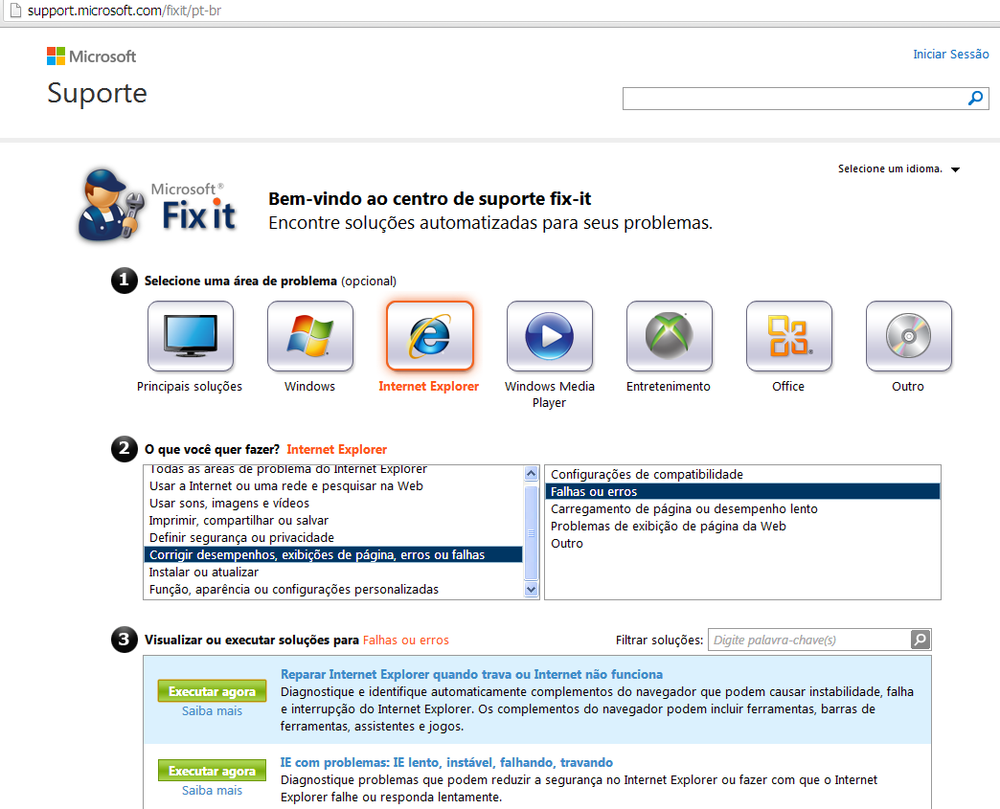 support.microsoft.com/fixit/pt-br
Microsoft
Iniciar Sessão
Suporte
Selecione um idioma.
Microsoft®
Fix it
Bem-vindo ao centro de suporte fix-it
Encontre soluções automatizadas para seus problemas.
1 Selecione uma área de problema (opcional)
Principais soluções
Windows
Internet Explorer
Windows Media
Player
Entretenimento
Office
Outro
2 O que você quer fazer? Internet Explorer
Todas as áreas de problema do Internet Explorer
Usar a Internet ou uma rede e pesquisar na Web
Usar sons, imagens e vídeos
Imprimir, compartilhar ou salvar
Definir segurança ou privacidade
Corrigir desempenhos, exibições de página, erros ou falhas
Instalar ou atualizar
Função, aparência ou configurações personalizadas
Configurações de compatibilidade
Falhas ou erros
Carregamento de página ou desempenho lento
Problemas de exibição de página da Web
Outro
3 Visualizar ou executar soluções para Falhas ou erros
Filtrar soluções: Digite palavra-chave(s)
Executar agora
Saiba mais
Reparar Internet Explorer quando trava ou Internet não funciona
Diagnostique e identifique automaticamente complementos do navegador que podem causar instabilidade, falha
e interrupção do Internet Explorer. Os complementos do navegador podem incluir ferramentas, barras de
ferramentas, assistentes e jogos.
Executar agora
Saiba mais
IE com problemas: IE lento, instável, falhando, travando
Diagnostique problemas que podem reduzir a segurança no Internet Explorer ou fazer com que o Internet
Explorer falhe ou responda lentamente.